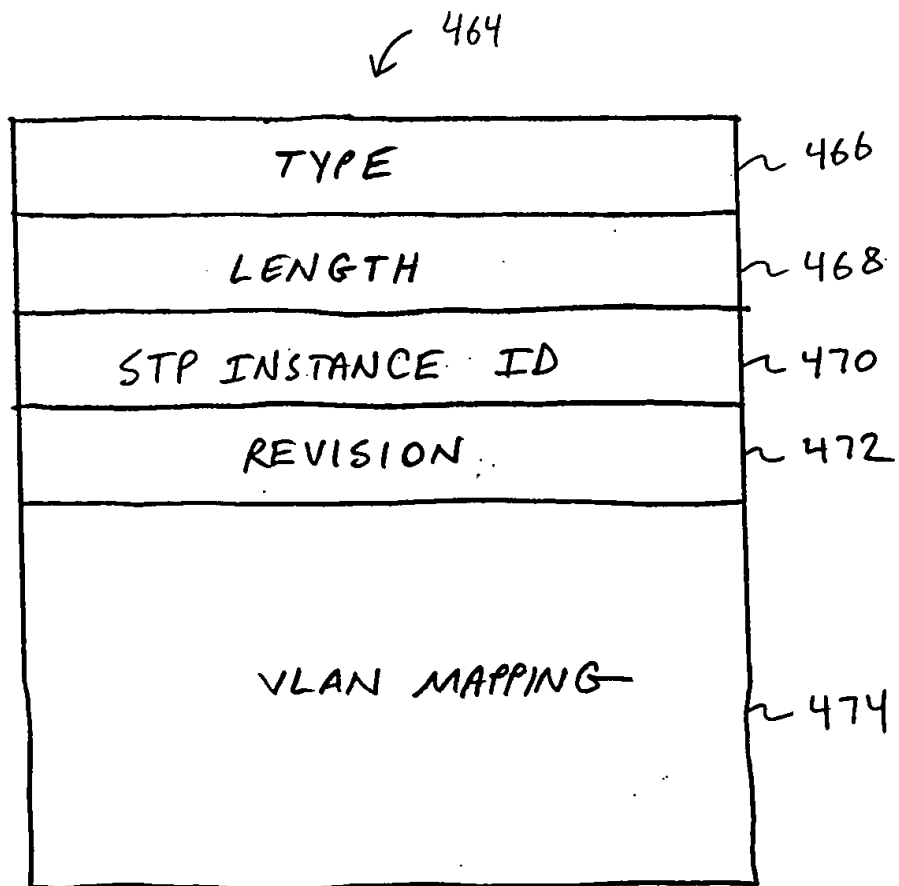 464
TYPE 466
LENGTH 468
STP INSTANCE ID 470
REVISION 472
VLAN MAPPING 474